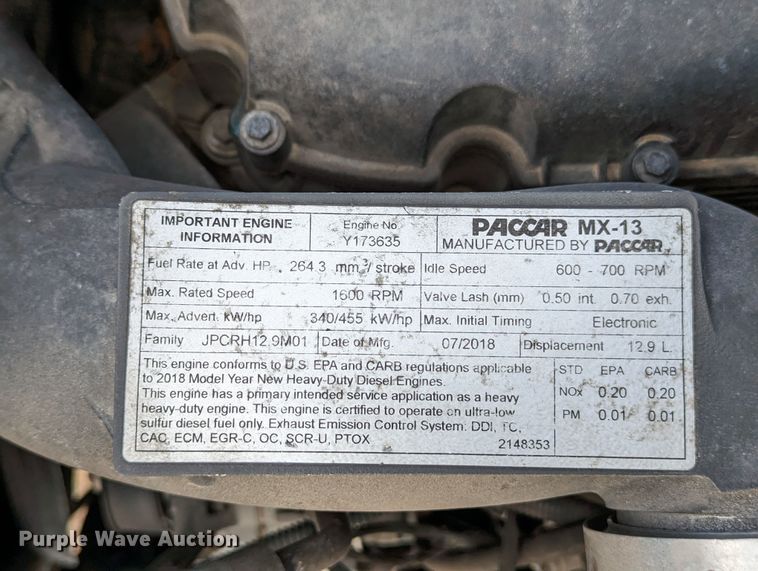 IMPORTANT ENGINE INFORMATION
Engine No. Y173635
PACCAR MX-13
MANUFACTURED BY PACCAR
Fuel Rate at Adv. HP. 264.3 mm³/ stroke
Idle Speed 600 - 700 RPM
Max. Rated Speed 1600 RPM
Valve Lash (mm) 0.50 int. 0.70 exh.
Max. Advert. kW/hp 340/455 kW/hp
Max. Initial Timing Electronic
Family JPCRH12.9M01
Date of Mfg. 07/2018
Displacement 12.9 L.
This engine conforms to U.S. EPA and CARB regulations applicable
to 2018 Model Year New Heavy-Duty Diesel Engines.
This engine has a primary intended service application as a heavy
heavy-duty engine. This engine is certified to operate on ultra-low
sulfur diesel fuel only. Exhaust Emission Control System: DDI, TC,
CAC, ECM, EGR-C, OC, SCR-U, PTOX
2148353
STD EPA CARB
NOx 0.20 0.20
PM 0.01 0.01
Purple Wave Auction